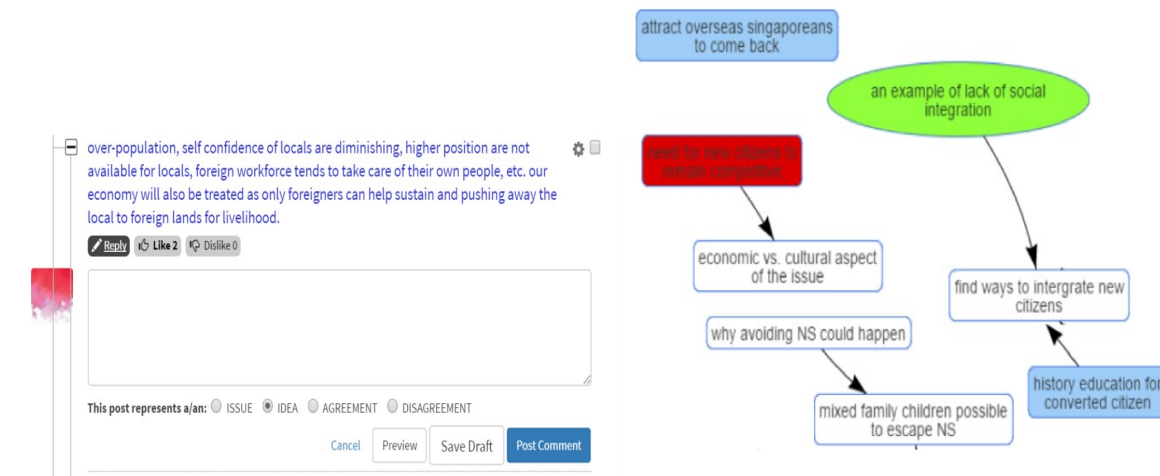 over-population, self confidence of locals are diminishing, higher position are not
available for locals, foreign workforce tends to take care of their own people, etc. our
economy will also be treated as only foreigners can help sustain and pushing away the
local to foreign lands for livelihood.
Reply Like 2 Dislike 0
This post represents a/an: ISSUE IDEA AGREEMENT DISAGREEMENT
Cancel Preview Save Draft Post Comment
attract overseas singaporeans
to come back
an example of lack of social
integration
need for new citizens to
remain competitive
economic vs. cultural aspect
of the issue
find ways to intergrate new
citizens
why avoiding NS could happen
history education for
converted citizen
mixed family children possible
to escape NS